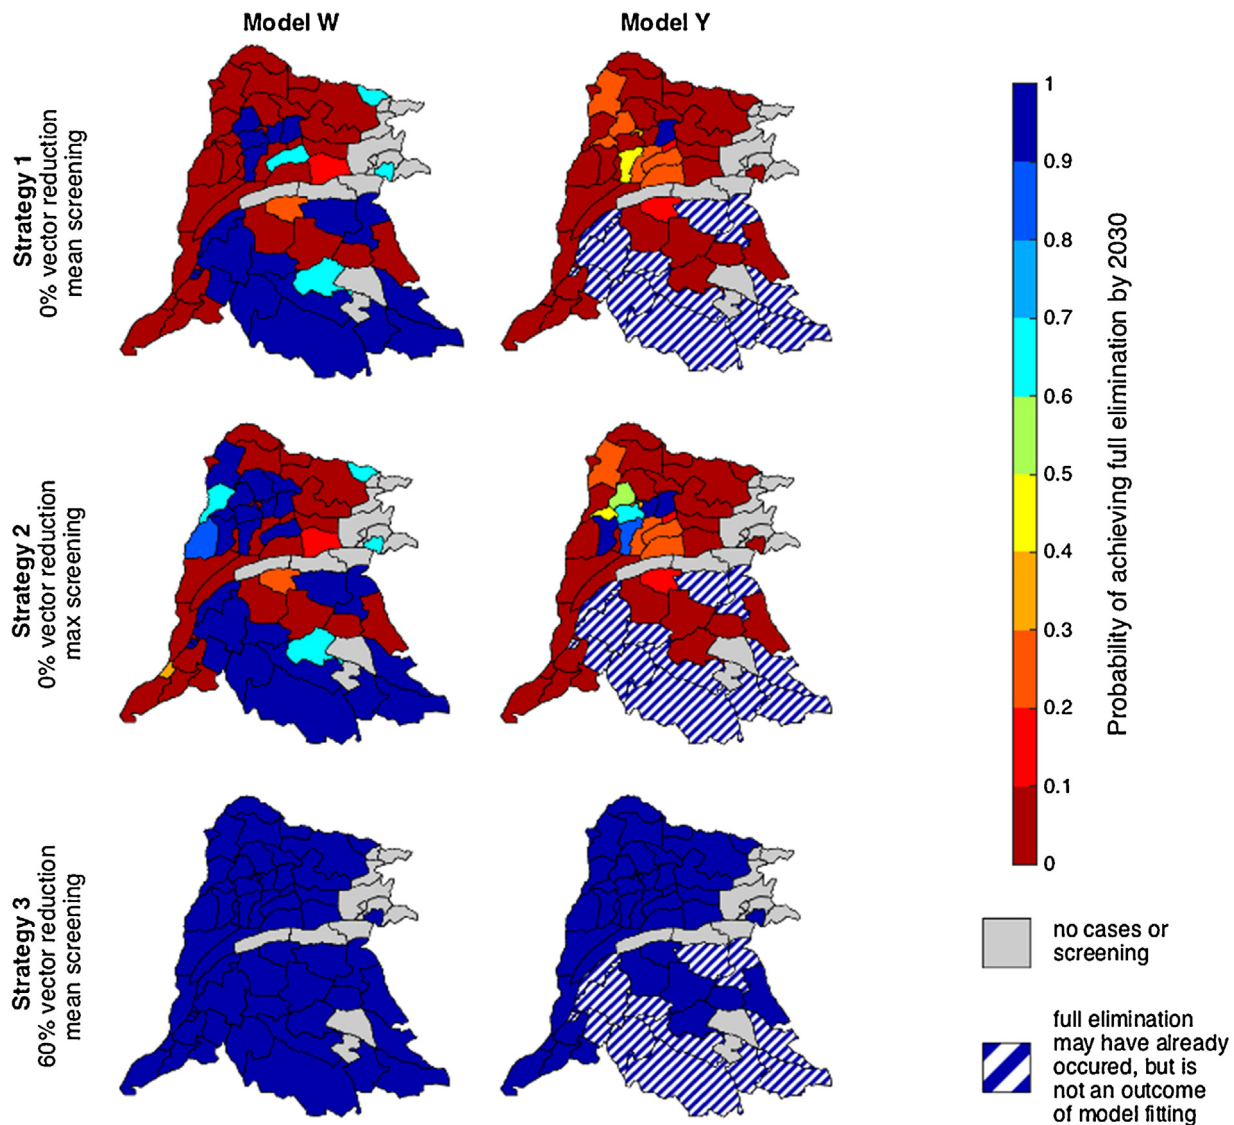 Model W
Model Y
Strategy 1
0% vector reduction
mean screening
Strategy 2
0% vector reduction
max screening
Strategy 3
60% vector reduction
mean screening
1
0.9
0.8
0.7
0.6
0.5
0.4
0.3
0.2
0.1
0
Probability of achieving full elimination by 2030
no cases or
screening
full elimination
may have already
occured, but is
not an outcome
of model fitting